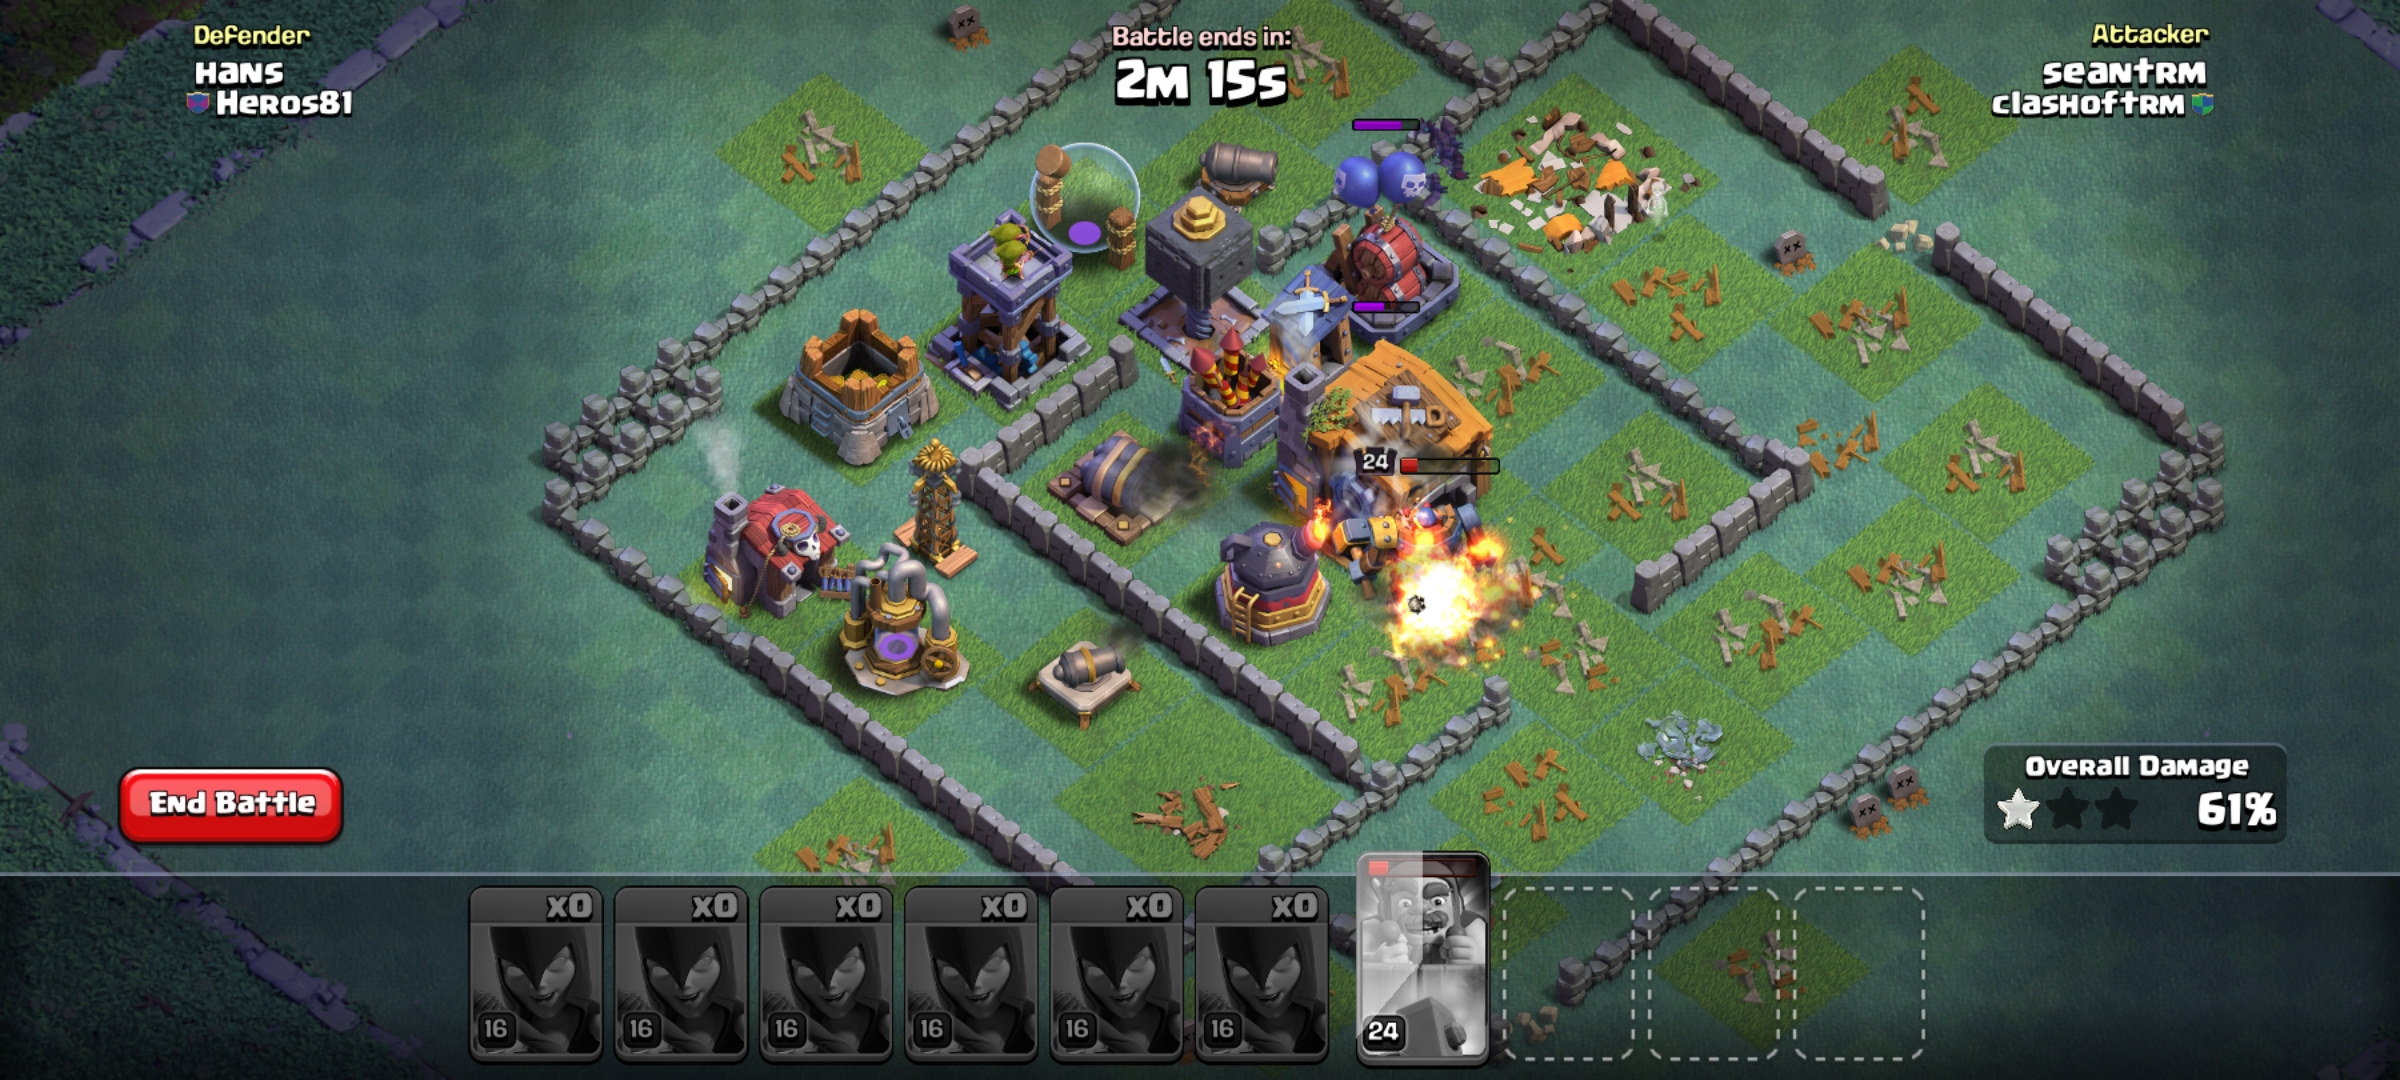 Defender
Hans
Heros81
Battle ends in:
2M 15s
Attacker
seantRM
clashoftRM
24
End Battle
Overall Damage
61%
x0
x0
x0
x0
x0
x0
16
16
16
16
16
16
24